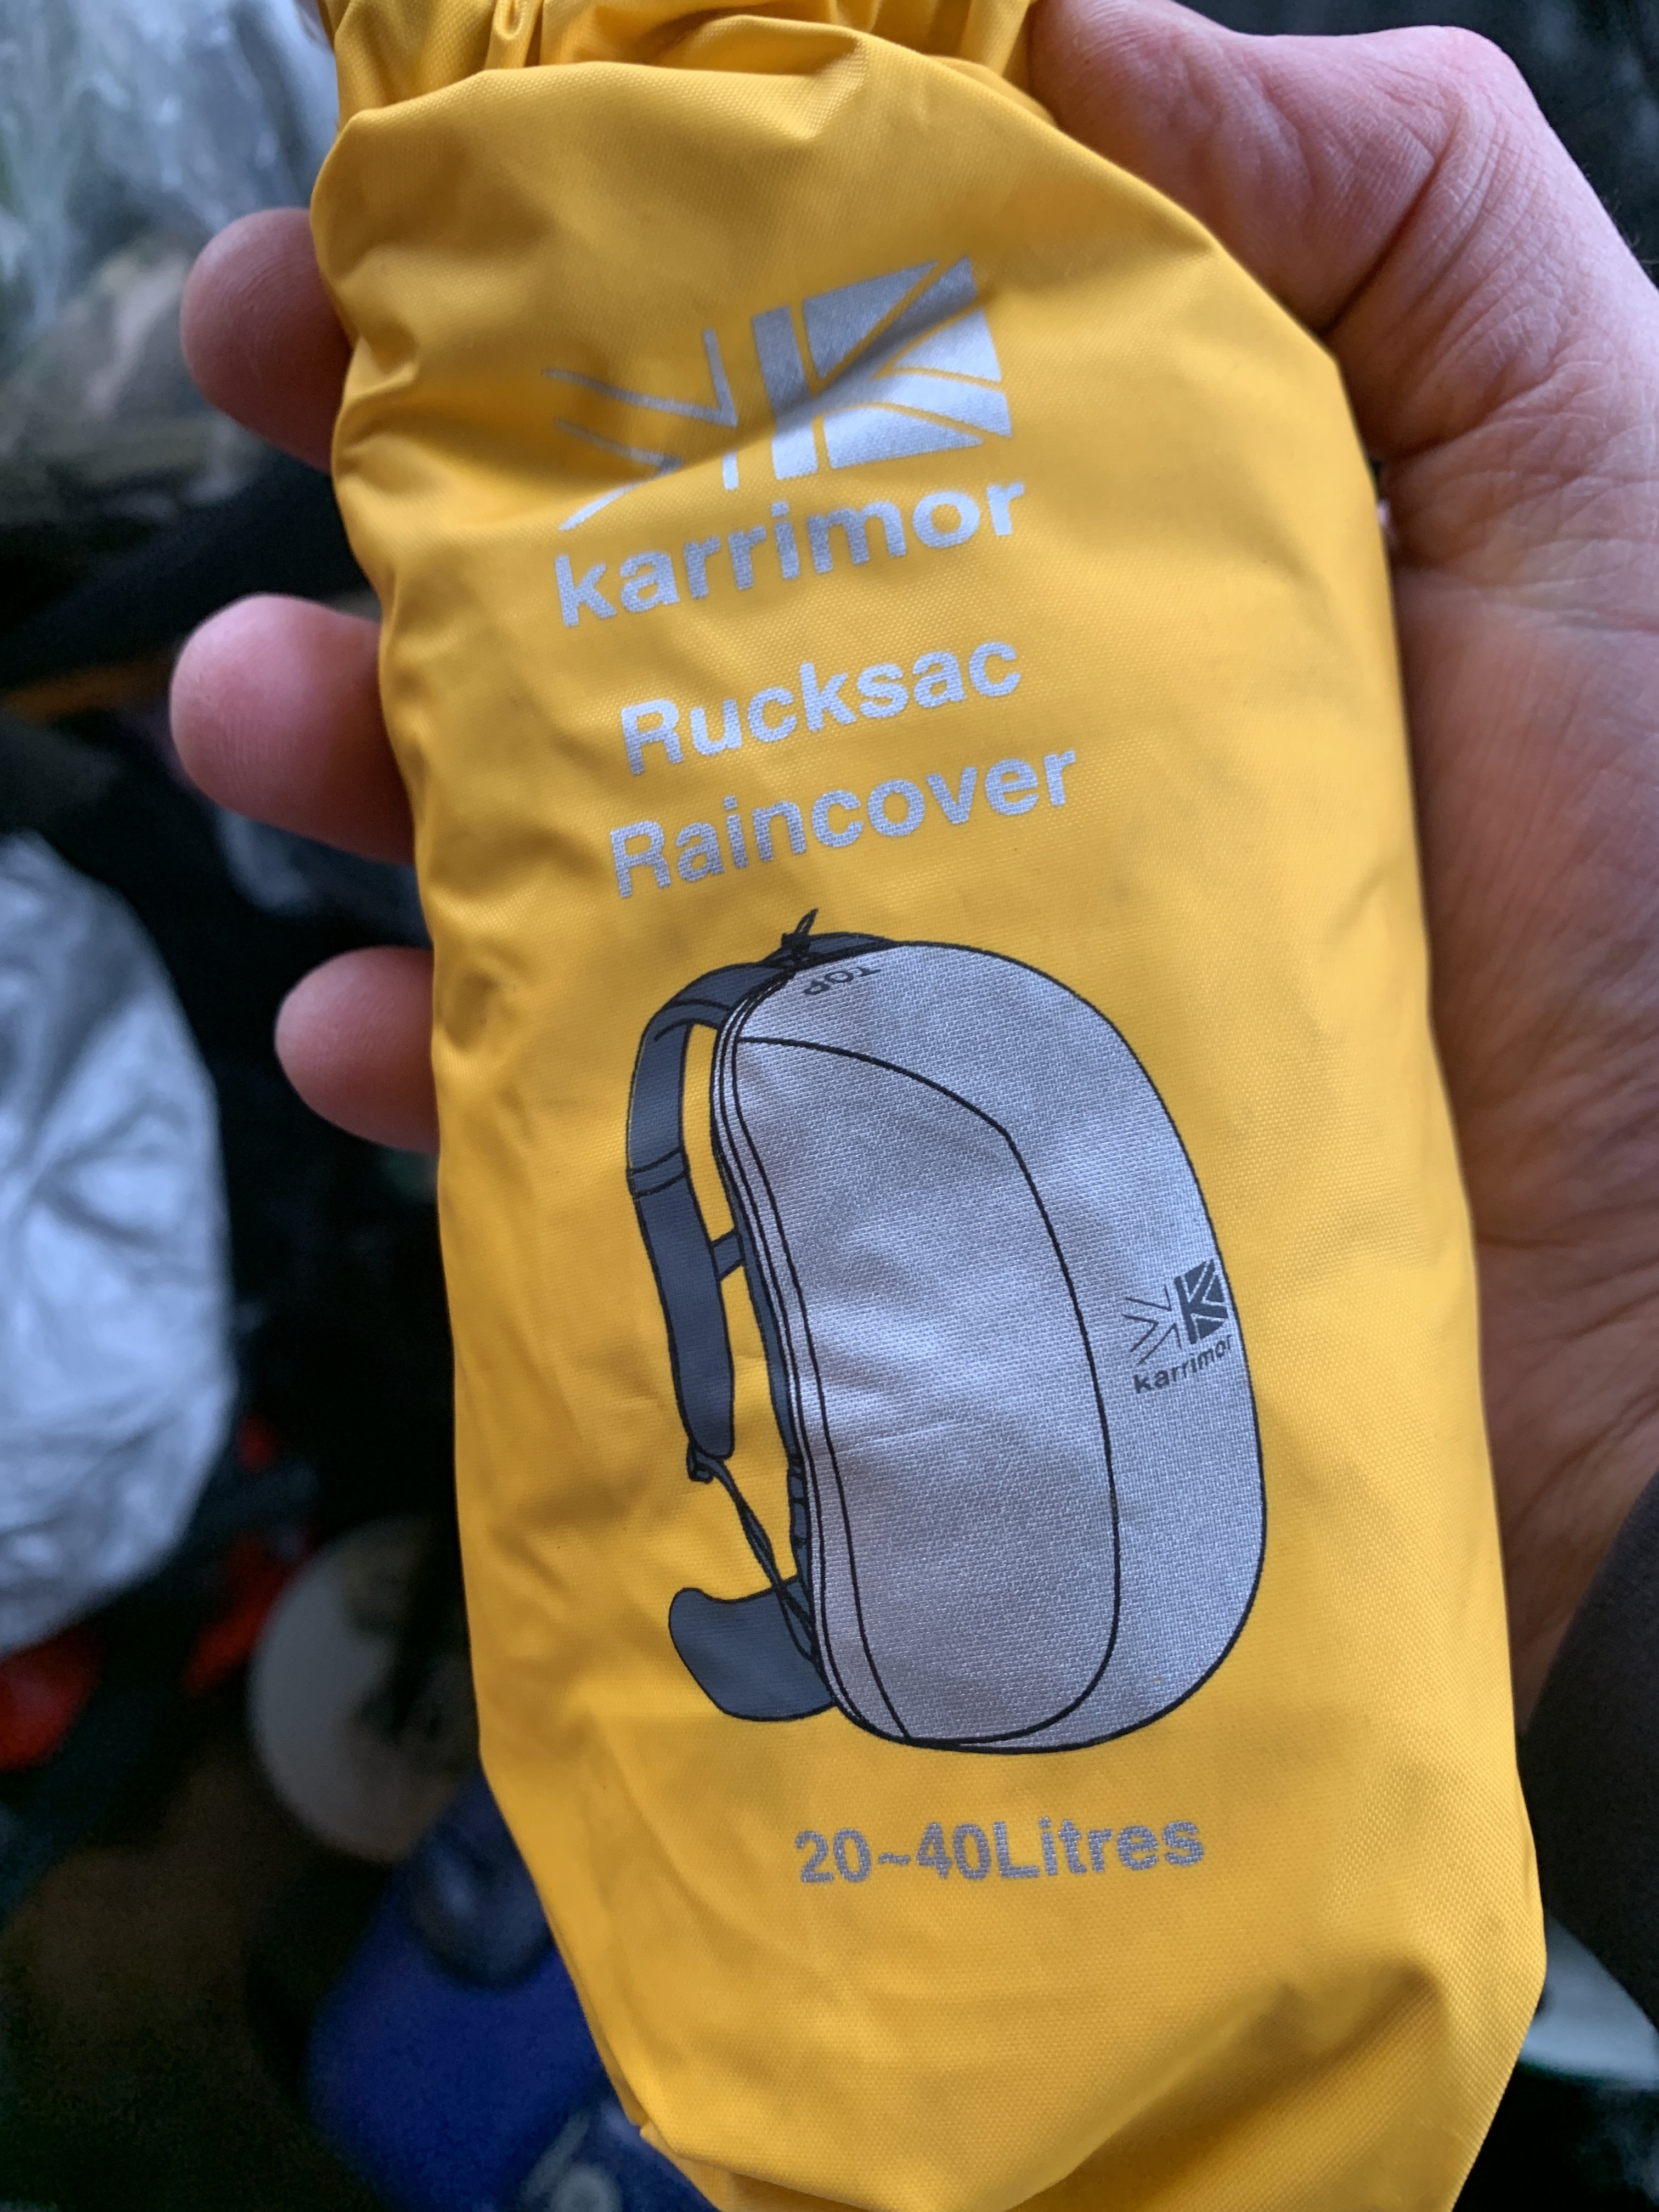 karrimor
Rucksac
Raincover
TOP
karrimor
20~40Litres